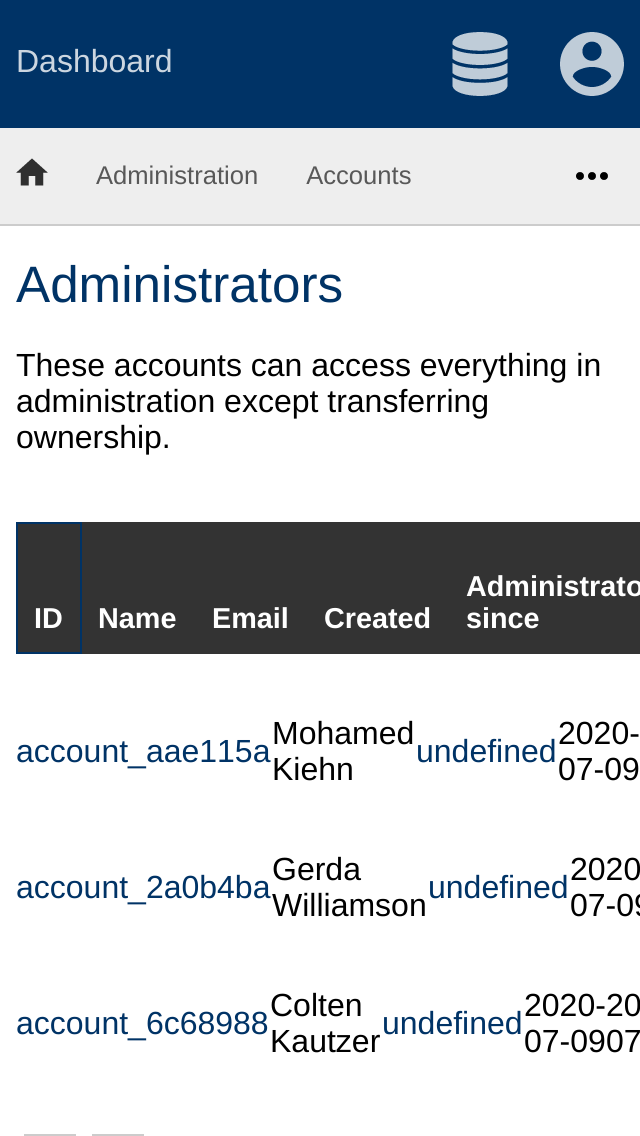 Dashboard
Administration Accounts
Administrators
These accounts can access everything in
administration except transferring
ownership.
ID Name Email Created Administrato
since
account_aae115a Mohamed Kiehn undefined 2020-07-09
account_2a0b4ba Gerda Williamson undefined 2020 07-09
account_6c68988 Colten Kautzer undefined 2020-20 07-0907